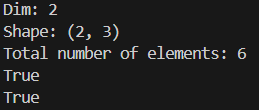 Dim: 2
Shape: (2, 3)
Total number of elements: 6
True
True